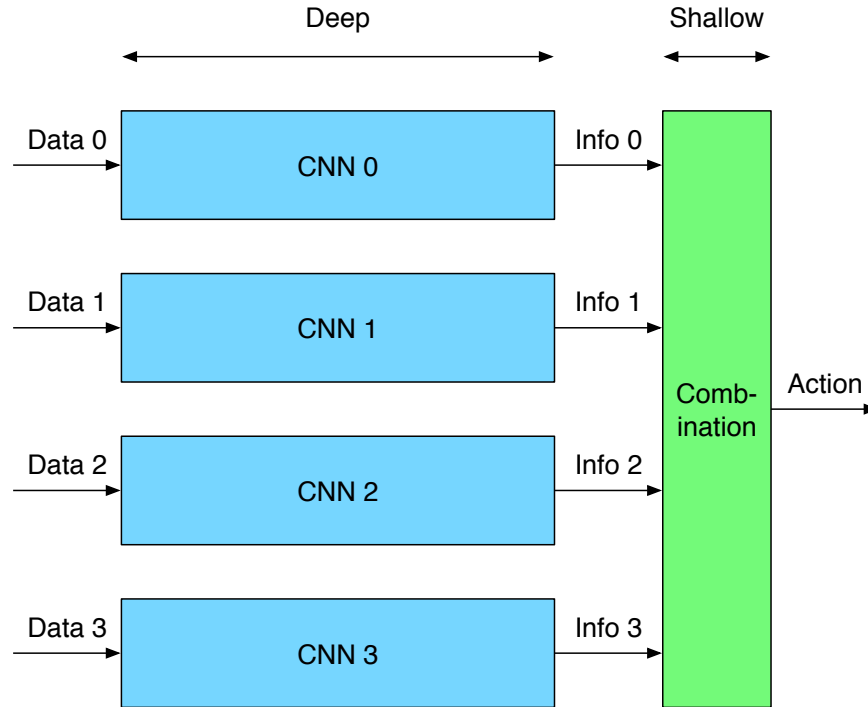 Deep
Shallow
Data 0
CNN 0
Info 0
Data 1
CNN 1
Info 1
Comb-
ination
Action
Data 2
CNN 2
Info 2
Data 3
CNN 3
Info 3